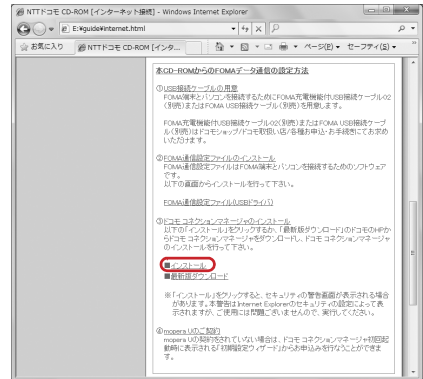 NTTドコモ CD-ROM [インターネット接続] - Windows Internet Explorer
E:¥guide¥internet.html
お気に入り
NTTドコモ CD-ROM [インタ...
ページ(P)
セーフティ(S)
本CD-ROMからのFOMAデータ通信の設定方法
①USB接続ケーブルの用意
FOMA端末とパソコンを接続するためにFOMA充電機能付USB接続ケーブル02
(別売)またはFOMA USB接続ケーブル(別売)を用意します。
FOMA充電機能付USB接続ケーブル02(別売)またはFOMA USB接続ケーブ
ル(別売)はドコモショップ/ドコモ取扱い店/各種お申込・お手続きにてお求め
いただけます。
②FOMA通信設定ファイルのインストール
FOMA通信設定ファイルはFOMA端末とパソコンを接続するためのソフトウェア
です。
以下の画面からインストールを行って下さい。
FOMA通信設定ファイル(USBドライバ)
③ドコモ コネクションマネージャのインストール
以下の「インストール」をクリックするか、「最新版ダウンロード」のドコモのHPか
らドコモ コネクションマネージャをダウンロードし、ドコモ コネクションマネージャ
のインストールを行って下さい。
■インストール
■最新版ダウンロード
※「インストール」をクリックすると、セキュリティの警告画面が表示される場合
があります。本警告はInternet Explorerのセキュリティの設定によって表
示されますが、ご使用には問題ございませんので、実行してください。
④mopera Uのご契約
mopera Uの契約をされていない場合は、ドコモ コネクションマネージャ初回起
動時に表示される「初期設定ウィザード」からお申込みを行なうことができま
す。